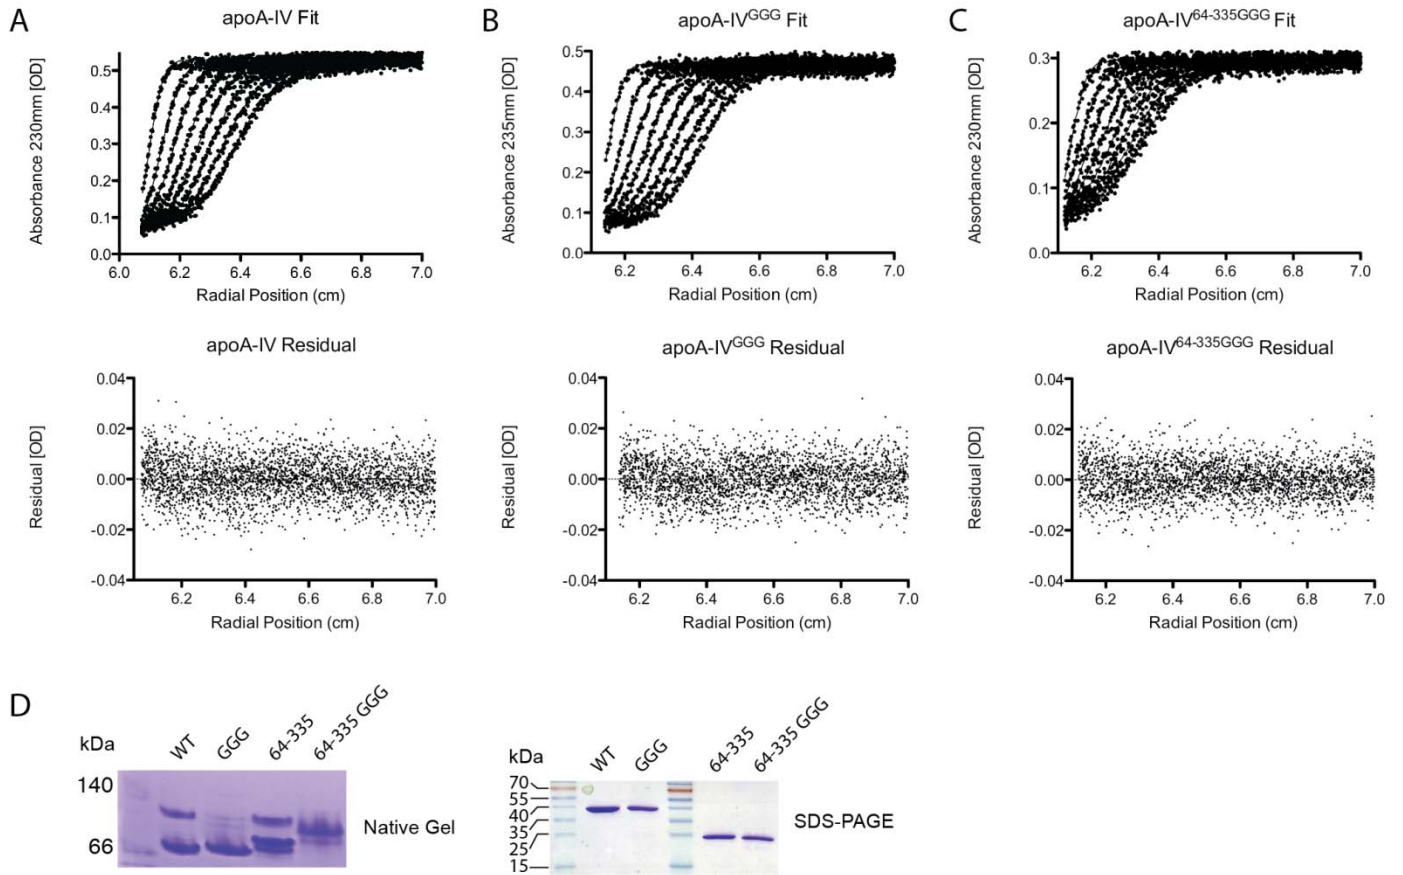 A
apoA-IV Fit
Absorbance 230mm [OD]
0.5
0.4
0.3
0.2
0.1
0.0
6.0 6.2 6.4 6.6 6.8 7.0
Radial Position (cm)
B
apoA-IVGGG Fit
Absorbance 235mm [OD]
0.5
0.4
0.3
0.2
0.1
0.0
6.2 6.4 6.6 6.8 7.0
Radial Position (cm)
C
apoA-IV64-335GGG Fit
Absorbance 230mm [OD]
0.3
0.2
0.1
0.0
6.2 6.4 6.6 6.8 7.0
Radial Position (cm)
apoA-IV Residual
Residual [OD]
0.04
0.02
0.00
-0.02
-0.04
6.2 6.4 6.6 6.8 7.0
Radial Position (cm)
apoA-IVGGG Residual
Residual [OD]
0.04
0.02
0.00
-0.02
-0.04
6.2 6.4 6.6 6.8 7.0
Radial Position (cm)
apoA-IV64-335GGG Residual
Residual [OD]
0.04
0.02
0.00
-0.02
-0.04
6.2 6.4 6.6 6.8 7.0
Radial Position (cm)
D
kDa
WT GGG 64-335 64-335 GGG
140
66
Native Gel
kDa
WT GGG 64-335 64-335 GGG
70
55
40
35
25
15
SDS-PAGE